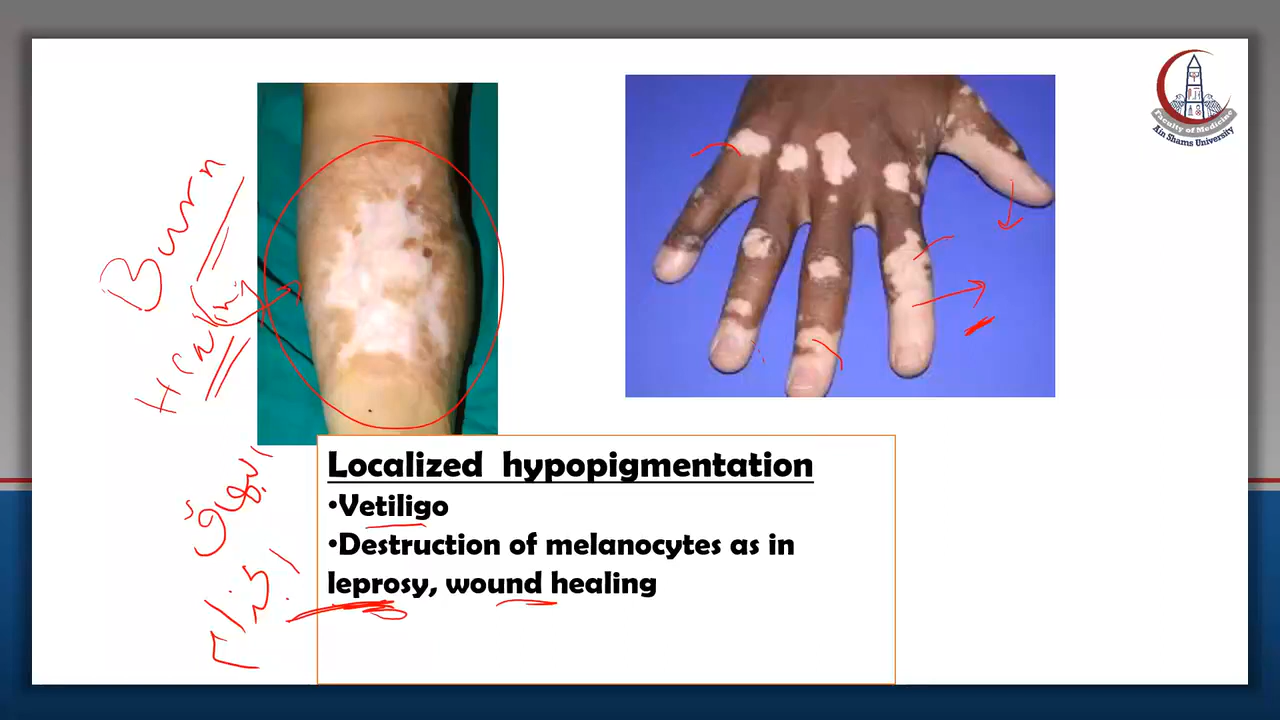 Faculty of Medicine
Ain Shams University
Burn
Healing
Localized hypopigmentation
•Vetiligo
•Destruction of melanocytes as in
leprosy, wound healing